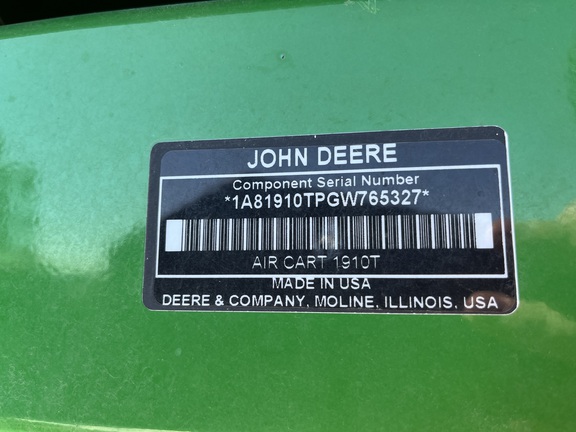 JOHN DEERE
Component Serial Number
*1A81910TPGW765327*
AIR CART 1910T
MADE IN USA
DEERE & COMPANY, MOLINE, ILLINOIS, USA